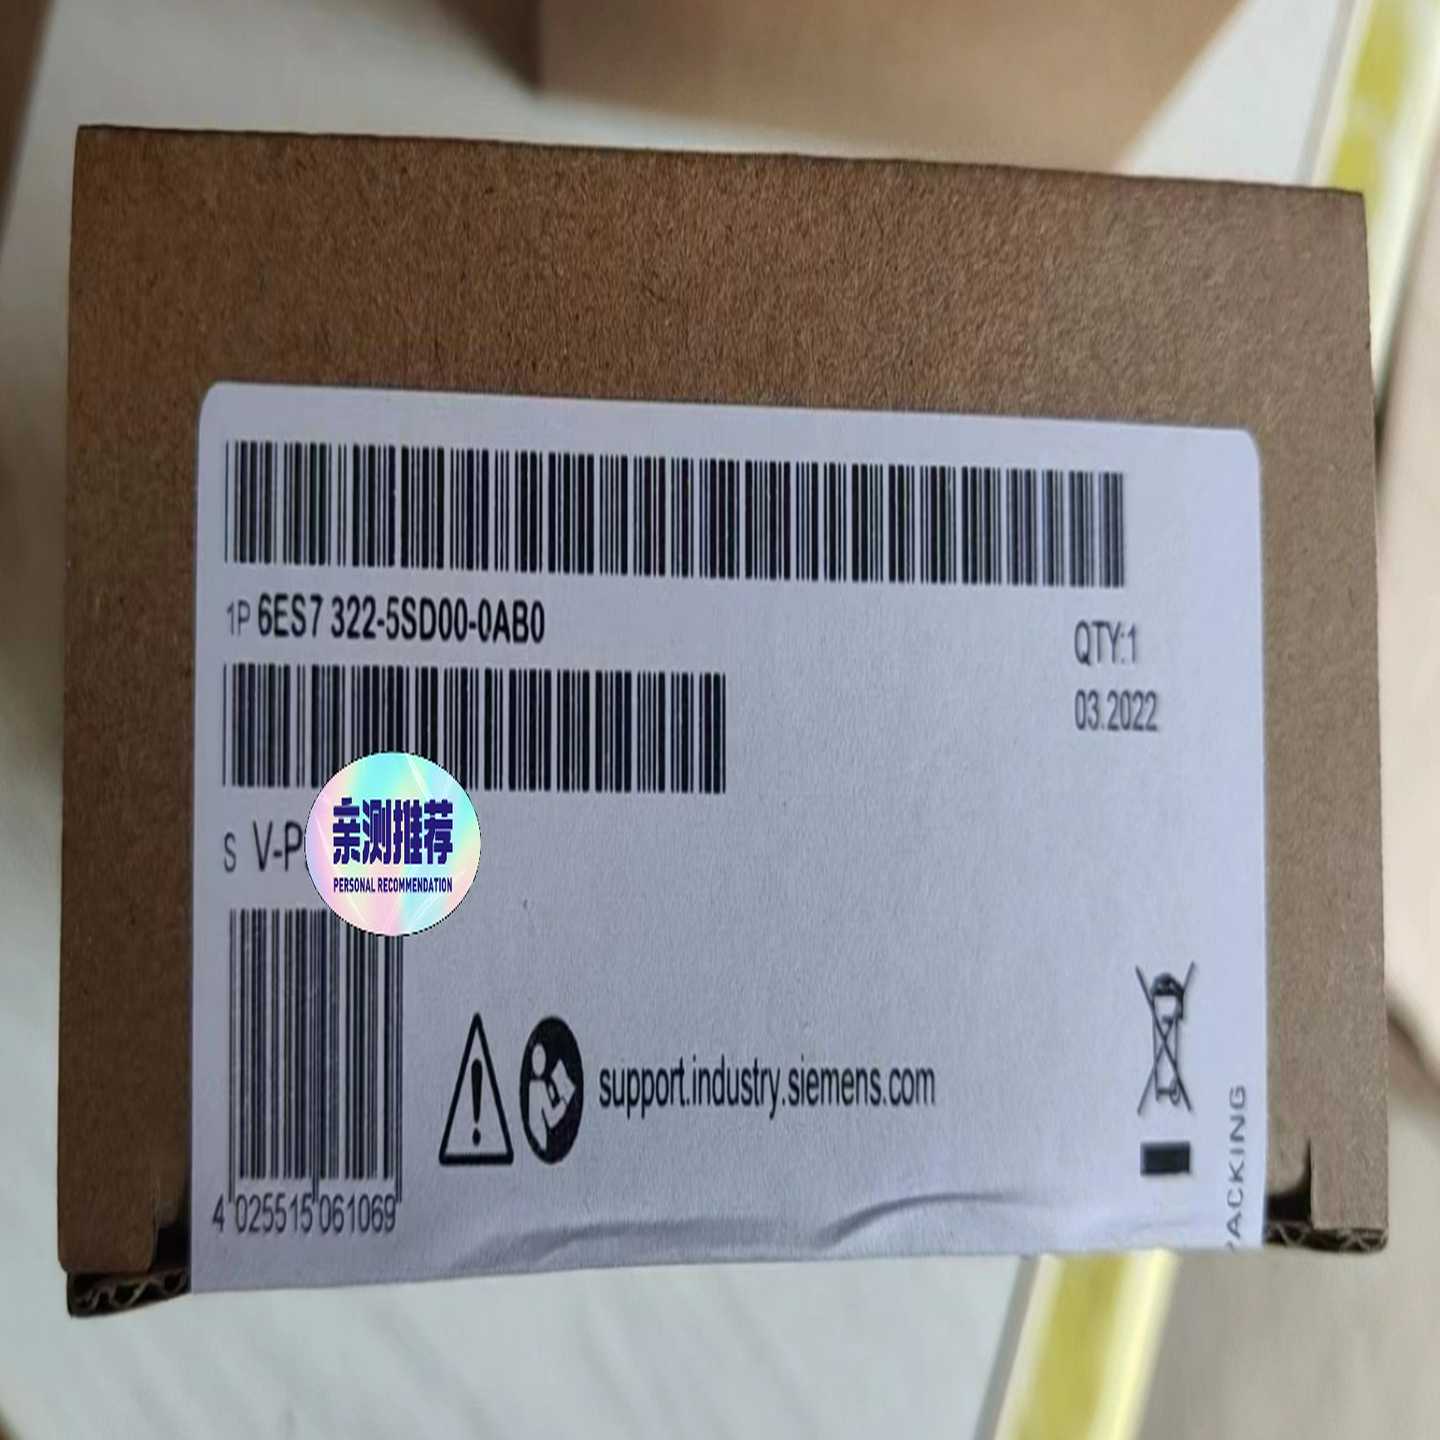 1P 6ES7 322-5SD00-0AB0
QTY:1
03.2022
S V-P
亲测推荐
PERSONAL RECOMMENDATION
support.industry.siemens.com
4 025515 061069
PACKING